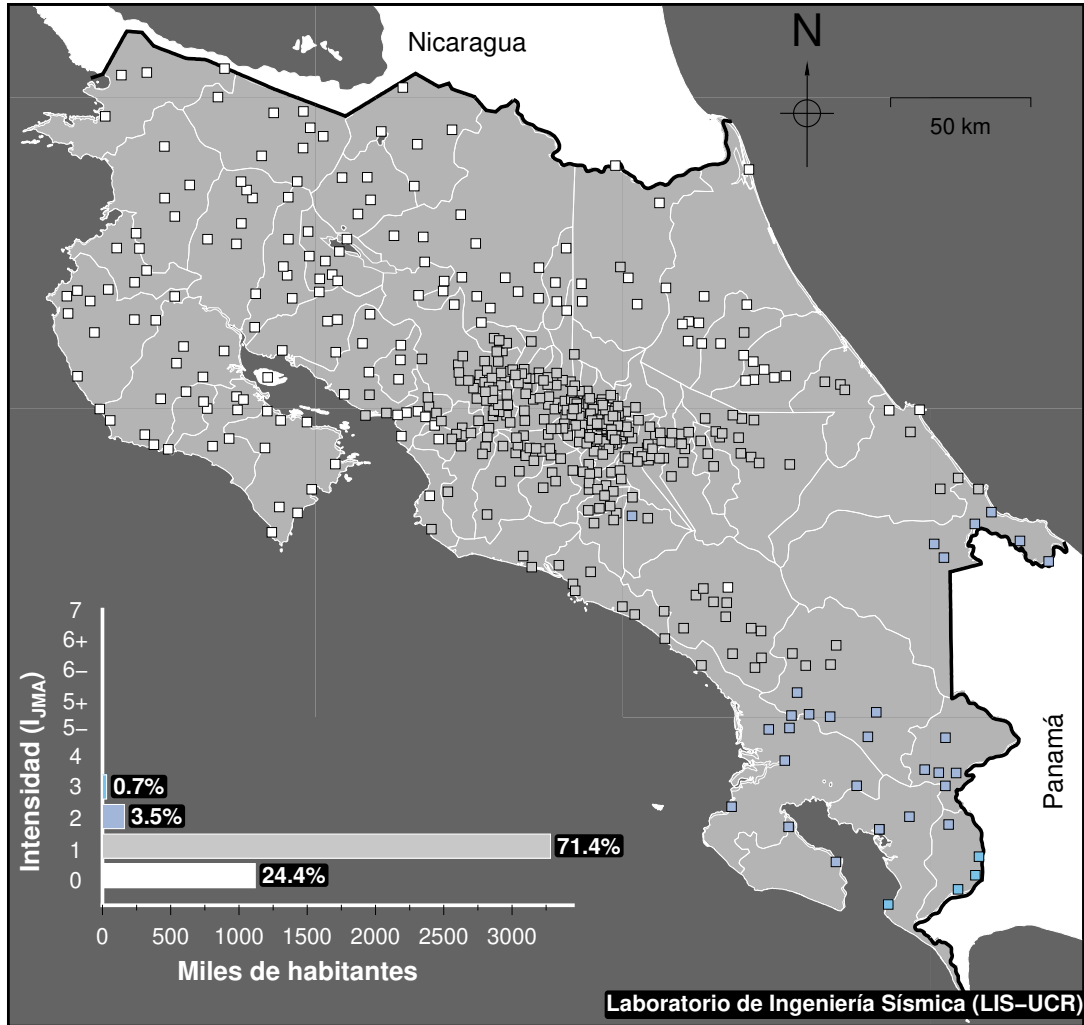 Nicaragua
N
50 km
Panamá
Intensidad (I_JMA)
7
6+
6−
5+
5−
4
3
2
1
0
0.7%
3.5%
71.4%
24.4%
0 500 1000 1500 2000 2500 3000
Miles de habitantes
Laboratorio de Ingeniería Sísmica (LIS−UCR)